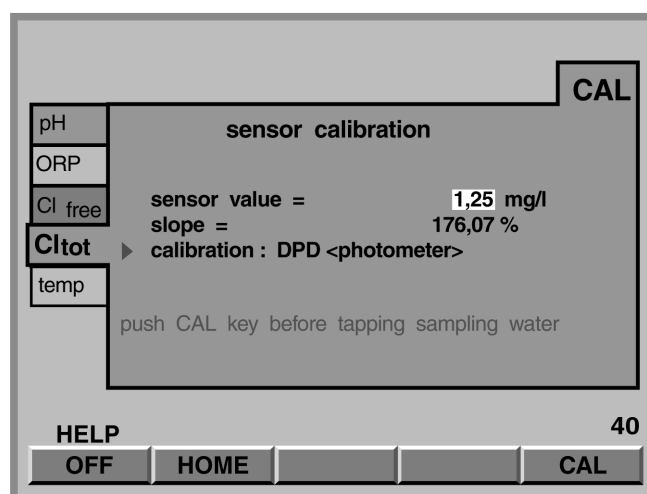 CAL
pH
sensor calibration
ORP
Cl free
sensor value = 1,25 mg/l
slope = 176,07 %
Cltot
calibration : DPD <photometer>
temp
push CAL key before tapping sampling water
HELP
40
OFF HOME CAL